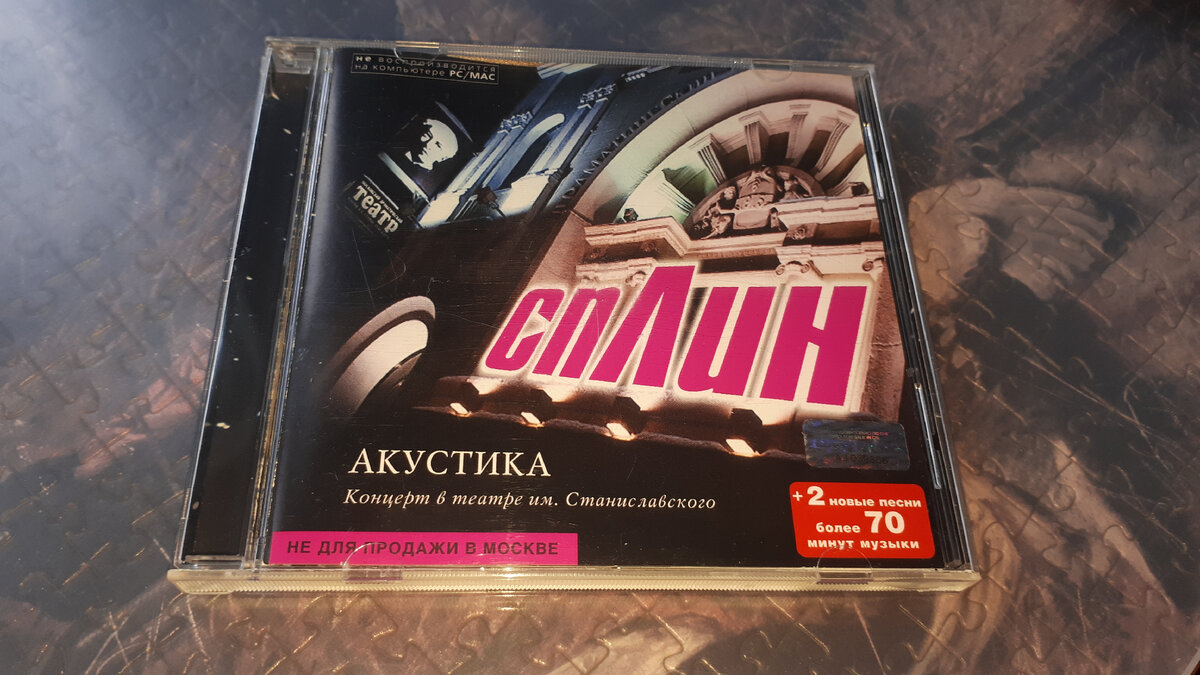 не воспроизводится
на компьютере PC/MAC
театр
сплин
АКУСТИКА
Концерт в театре им. Станиславского
НЕ ДЛЯ ПРОДАЖИ В МОСКВЕ
+ 2 новые песни
более 70
минут музыки